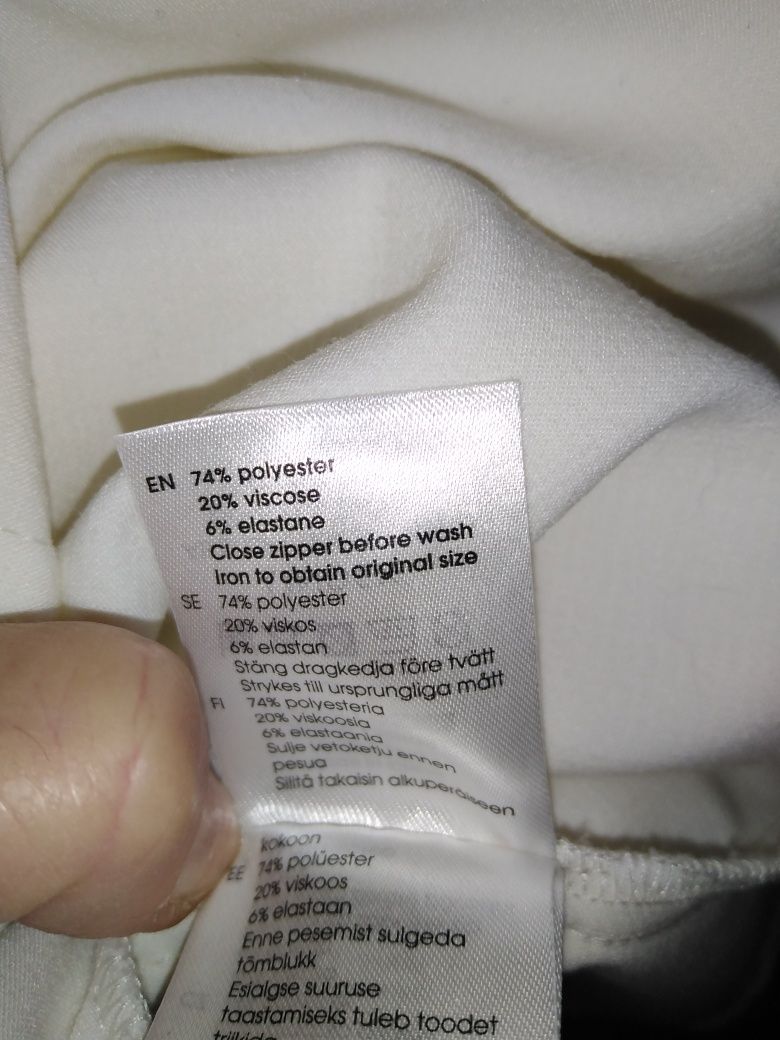 EN 74% polyester
20% viscose
6% elastane
Close zipper before wash
Iron to obtain original size
SE 74% polyester
20% viskos
6% elastan
Stäng dragkedja före tvätt
Strykes till ursprungliga mått
FI 74% polyesteria
20% viskoosia
6% elastaania
Sulje vetoketju ennen
pesua
Silitä takaisin alkuperäiseen
kokoon
EE 74% polüester
20% viskoos
6% elastaan
Enne pesemist sulgeda
tõmblukk
Esialgse suuruse
taastamiseks tuleb toodet